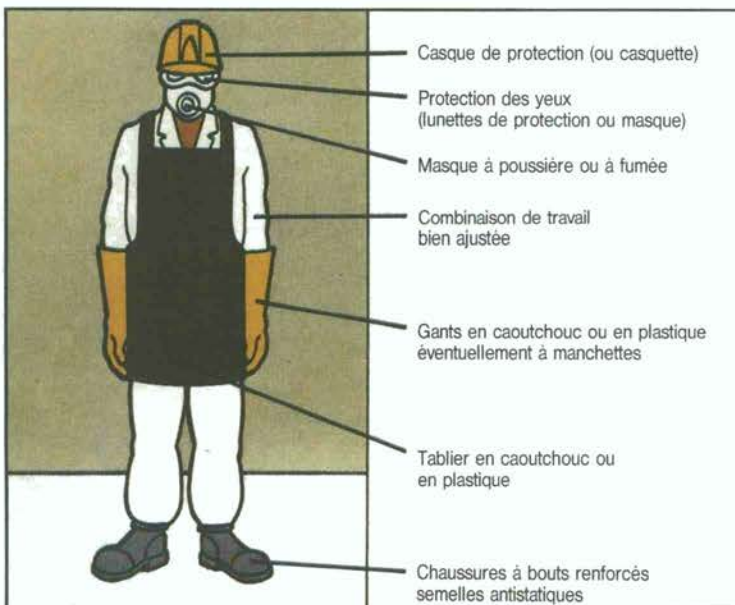 Casque de protection (ou casquette)
Protection des yeux
(lunettes de protection ou masque)
Masque à poussière ou à fumée
Combinaison de travail
bien ajustée
Gants en caoutchouc ou en plastique
éventuellement à manchettes
Tablier en caoutchouc ou
en plastique
Chaussures à bouts renforcés
semelles antistatiques